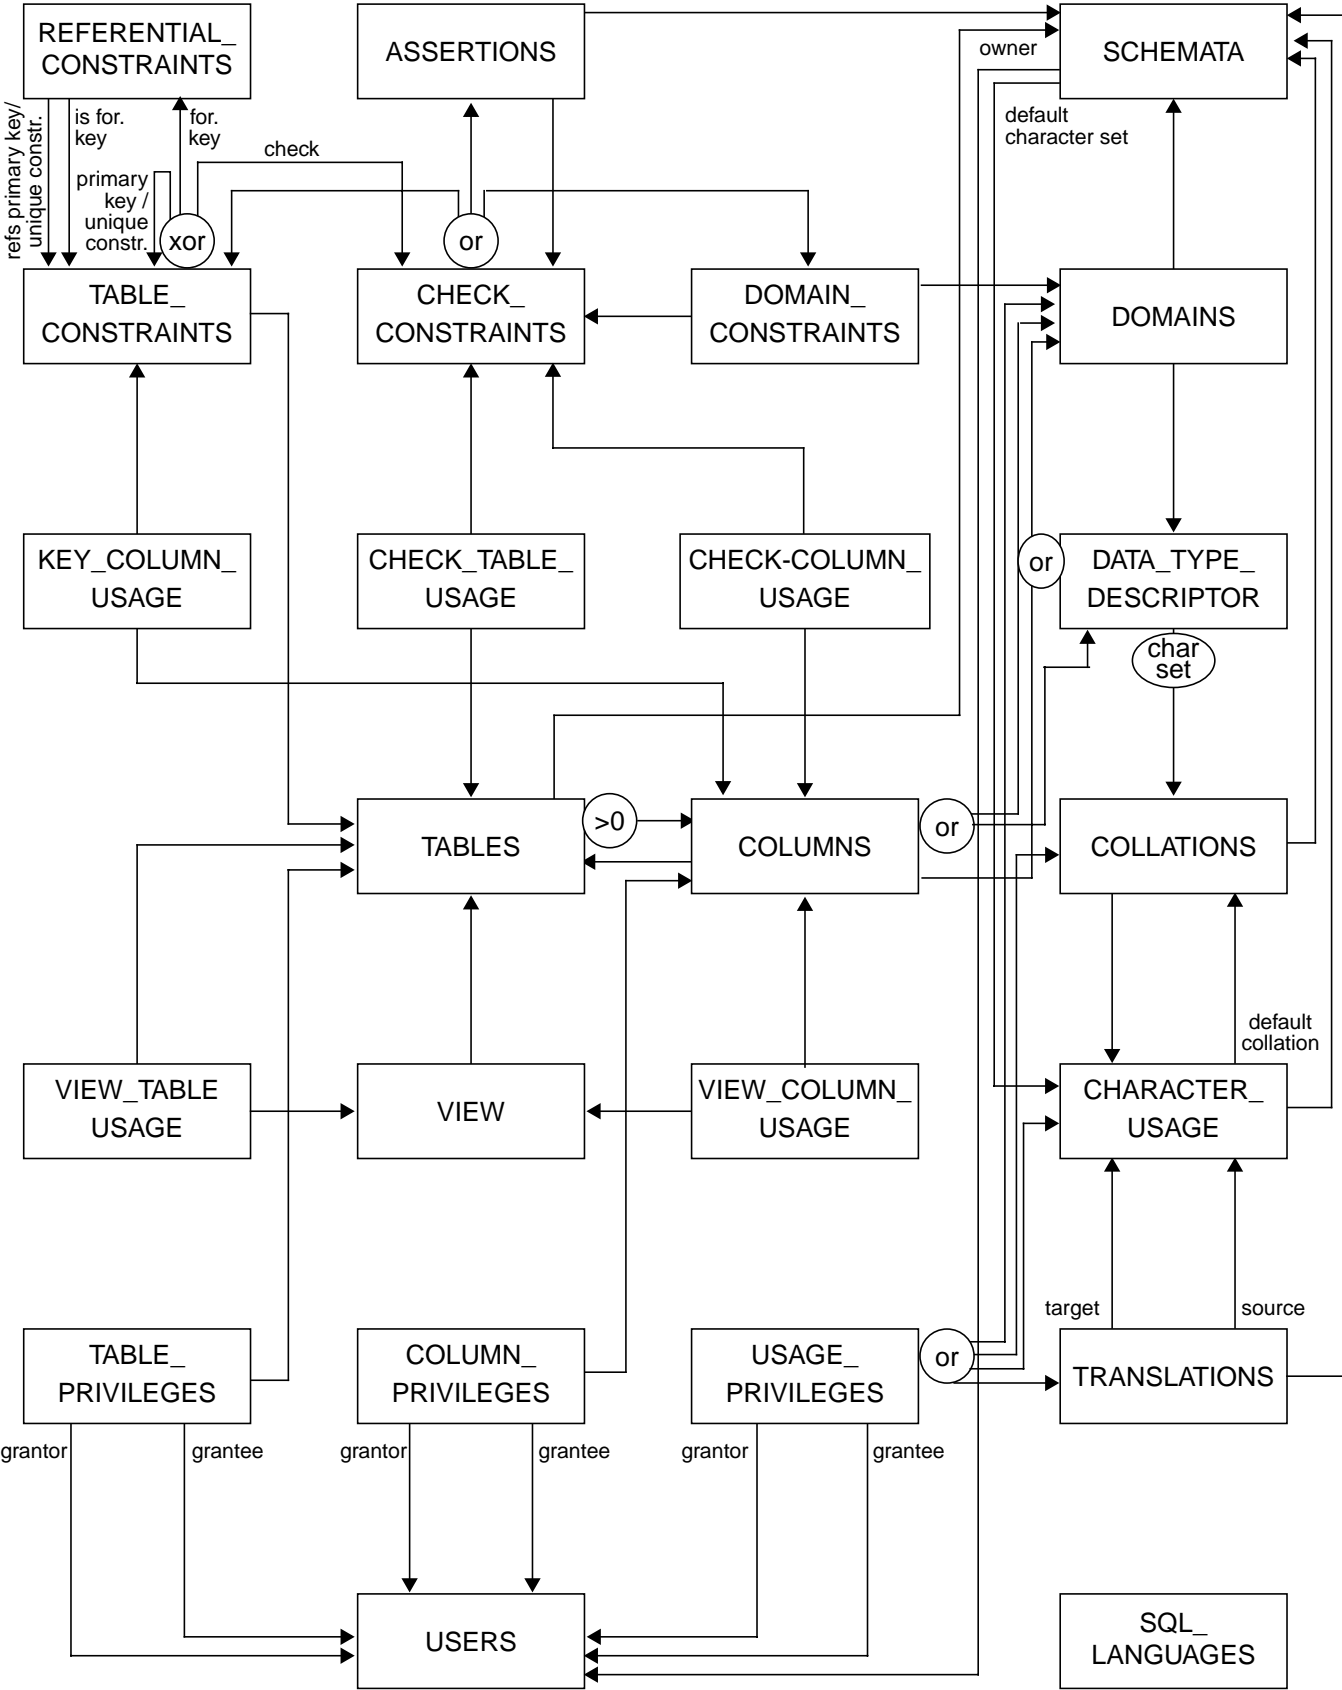 REFERENTIAL_
CONSTRAINTS
ASSERTIONS
owner
SCHEMATA
refs primary key/
unique constr.
is for.
key
for.
key
default
character set
check
primary
key /
unique
constr.
xor
or
TABLE_
CONSTRAINTS
CHECK_
CONSTRAINTS
DOMAIN_
CONSTRAINTS
DOMAINS
KEY_COLUMN_
USAGE
CHECK_TABLE_
USAGE
CHECK-COLUMN_
USAGE
or
DATA_TYPE_
DESCRIPTOR
char
set
TABLES
>0
COLUMNS
or
COLLATIONS
default
collation
VIEW_TABLE
USAGE
VIEW
VIEW_COLUMN_
USAGE
CHARACTER_
USAGE
target
source
TABLE_
PRIVILEGES
COLUMN_
PRIVILEGES
USAGE_
PRIVILEGES
or
TRANSLATIONS
grantor
grantee
grantor
grantee
grantor
grantee
USERS
SQL_
LANGUAGES